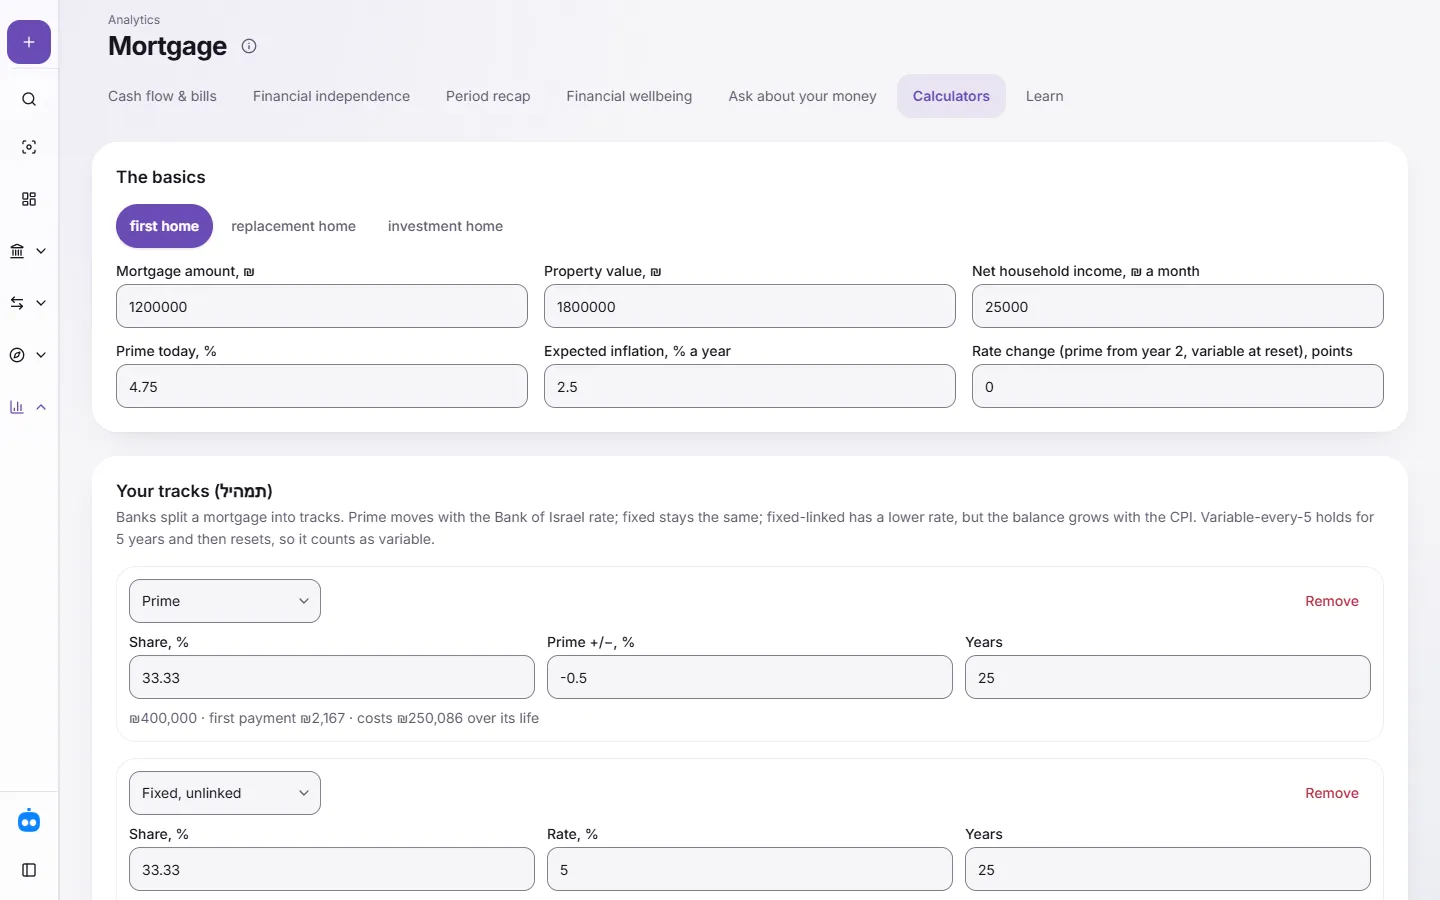 Analytics
Mortgage
Cash flow & bills
Financial independence
Period recap
Financial wellbeing
Ask about your money
Calculators
Learn
The basics
first home
replacement home
investment home
Mortgage amount, ₪
Property value, ₪
Net household income, ₪ a month
1200000
1800000
25000
Prime today, %
Expected inflation, % a year
Rate change (prime from year 2, variable at reset), points
4.75
2.5
0
Your tracks (תמהיל)
Banks split a mortgage into tracks. Prime moves with the Bank of Israel rate; fixed stays the same; fixed-linked has a lower rate, but the balance grows with the CPI. Variable-every-5 holds for
5 years and then resets, so it counts as variable.
Prime
Remove
Share, %
Prime +/−, %
Years
33.33
-0.5
25
₪400,000 · first payment ₪2,167 · costs ₪250,086 over its life
Fixed, unlinked
Remove
Share, %
Rate, %
Years
33.33
5
25